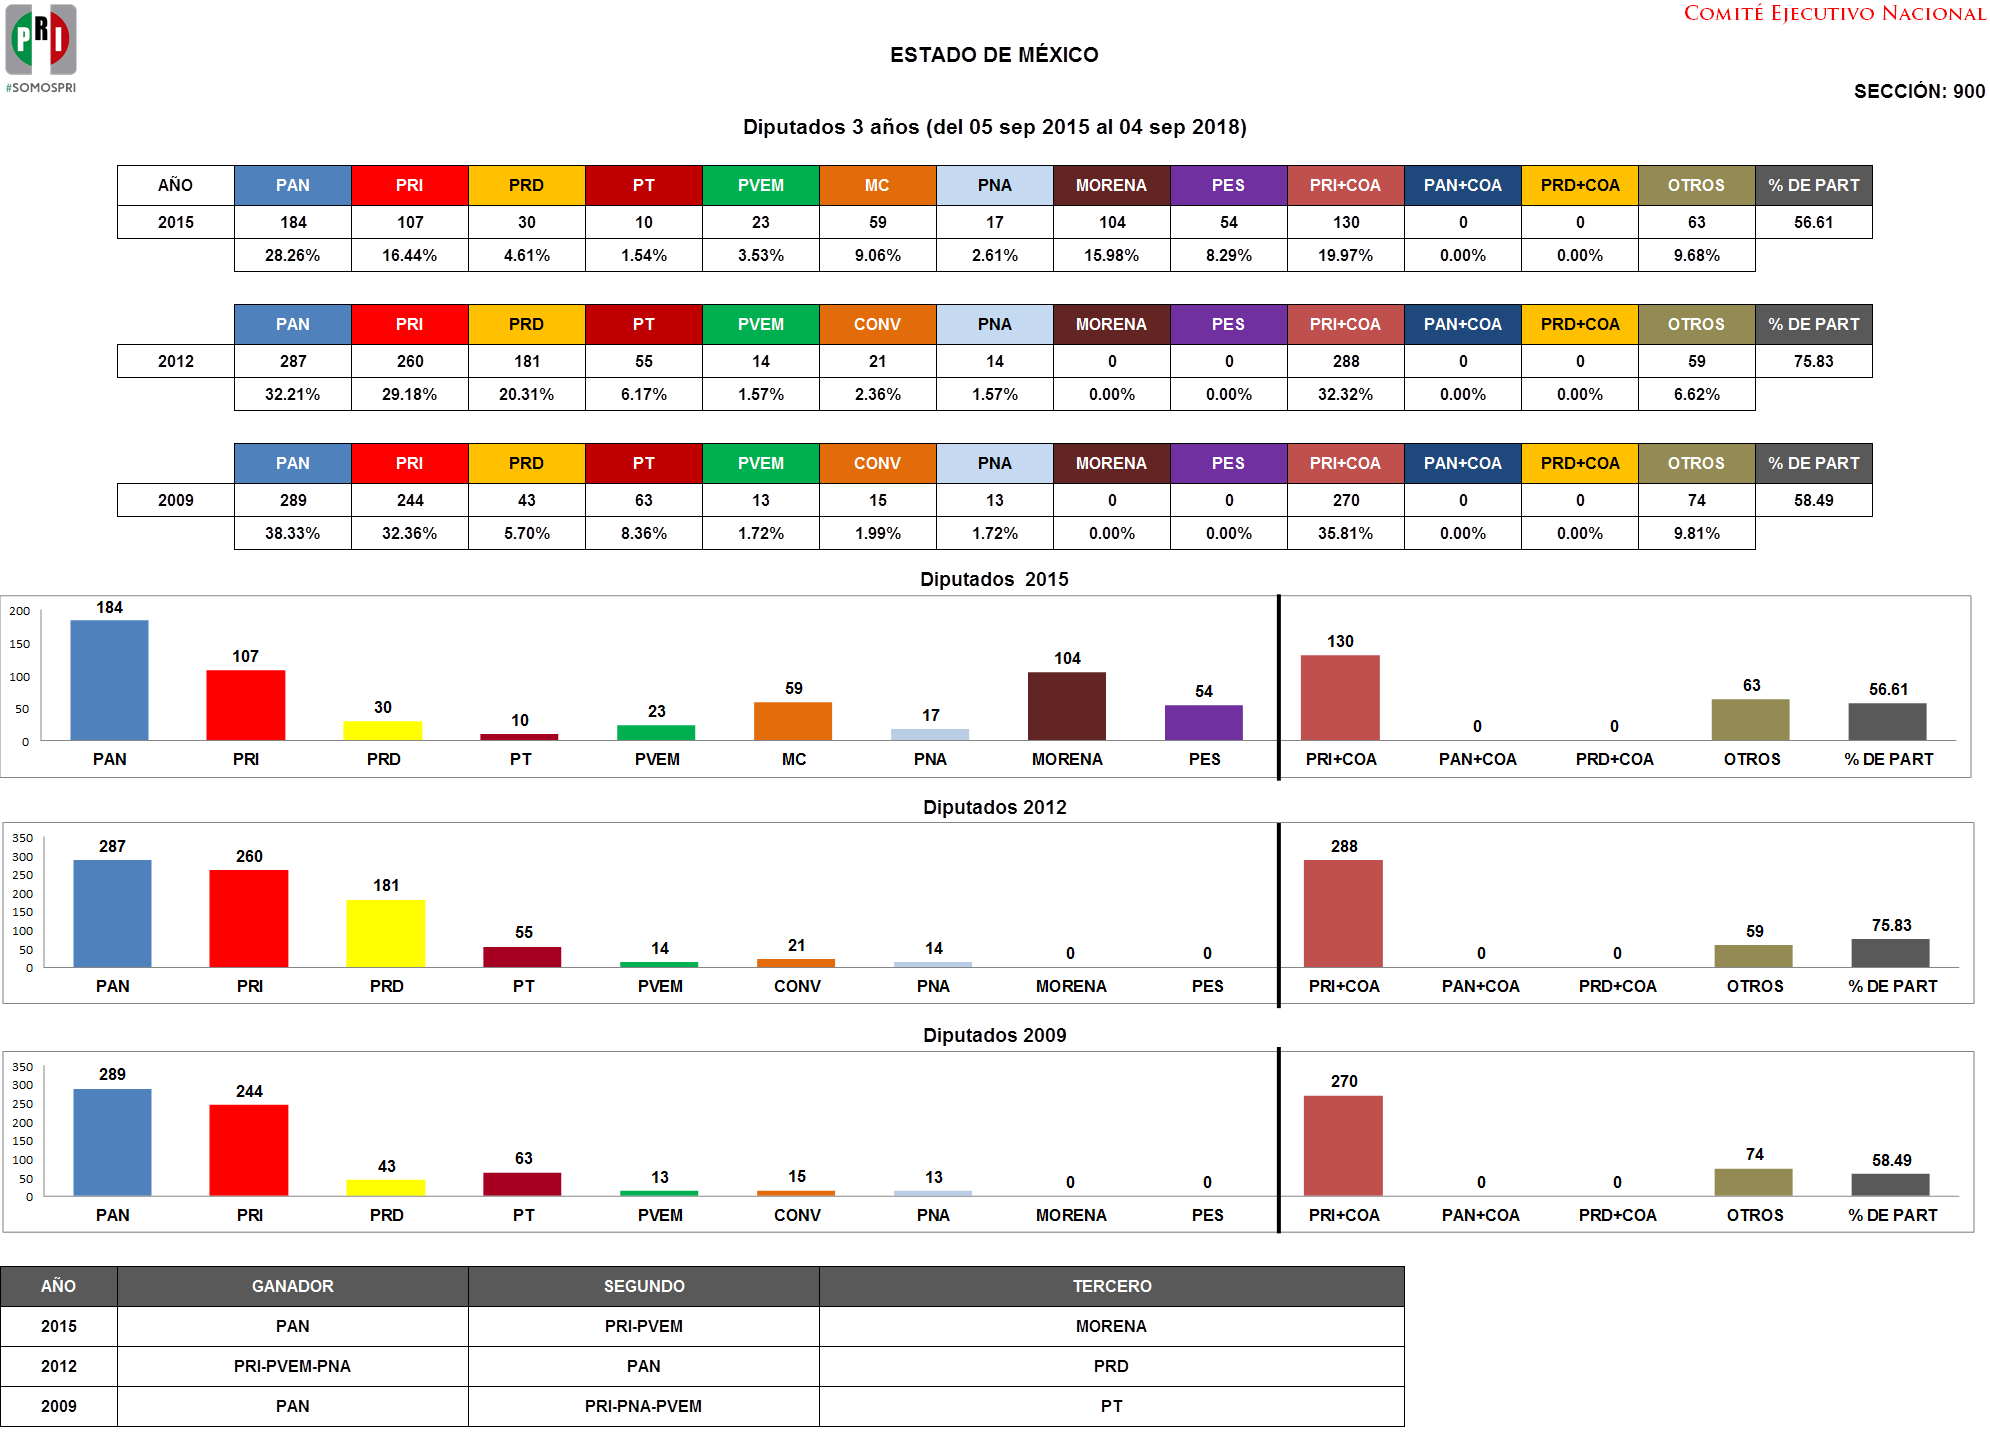 PRI
#SOMOSPRI
COMITÉ EJECUTIVO NACIONAL
ESTADO DE MÉXICO
SECCIÓN: 900
Diputados 3 años (del 05 sep 2015 al 04 sep 2018)
AÑO PAN PRI PRD PT PVEM MC PNA MORENA PES PRI+COA PAN+COA PRD+COA OTROS % DE PART
2015 184 107 30 10 23 59 17 104 54 130 0 0 63 56.61
28.26% 16.44% 4.61% 1.54% 3.53% 9.06% 2.61% 15.98% 8.29% 19.97% 0.00% 0.00% 9.68%
PAN PRI PRD PT PVEM CONV PNA MORENA PES PRI+COA PAN+COA PRD+COA OTROS % DE PART
2012 287 260 181 55 14 21 14 0 0 288 0 0 59 75.83
32.21% 29.18% 20.31% 6.17% 1.57% 2.36% 1.57% 0.00% 0.00% 32.32% 0.00% 0.00% 6.62%
PAN PRI PRD PT PVEM CONV PNA MORENA PES PRI+COA PAN+COA PRD+COA OTROS % DE PART
2009 289 244 43 63 13 15 13 0 0 270 0 0 74 58.49
38.33% 32.36% 5.70% 8.36% 1.72% 1.99% 1.72% 0.00% 0.00% 35.81% 0.00% 0.00% 9.81%
Diputados 2015
200
150
100
50
0
184 107 30 10 23 59 17 104 54 130 0 0 63 56.61
PAN PRI PRD PT PVEM MC PNA MORENA PES PRI+COA PAN+COA PRD+COA OTROS % DE PART
Diputados 2012
350
300
250
200
150
100
50
0
287 260 181 55 14 21 14 0 0 288 0 0 59 75.83
PAN PRI PRD PT PVEM CONV PNA MORENA PES PRI+COA PAN+COA PRD+COA OTROS % DE PART
Diputados 2009
350
300
250
200
150
100
50
0
289 244 43 63 13 15 13 0 0 270 0 0 74 58.49
PAN PRI PRD PT PVEM CONV PNA MORENA PES PRI+COA PAN+COA PRD+COA OTROS % DE PART
AÑO GANADOR SEGUNDO TERCERO
2015 PAN PRI-PVEM MORENA
2012 PRI-PVEM-PNA PAN PRD
2009 PAN PRI-PNA-PVEM PT